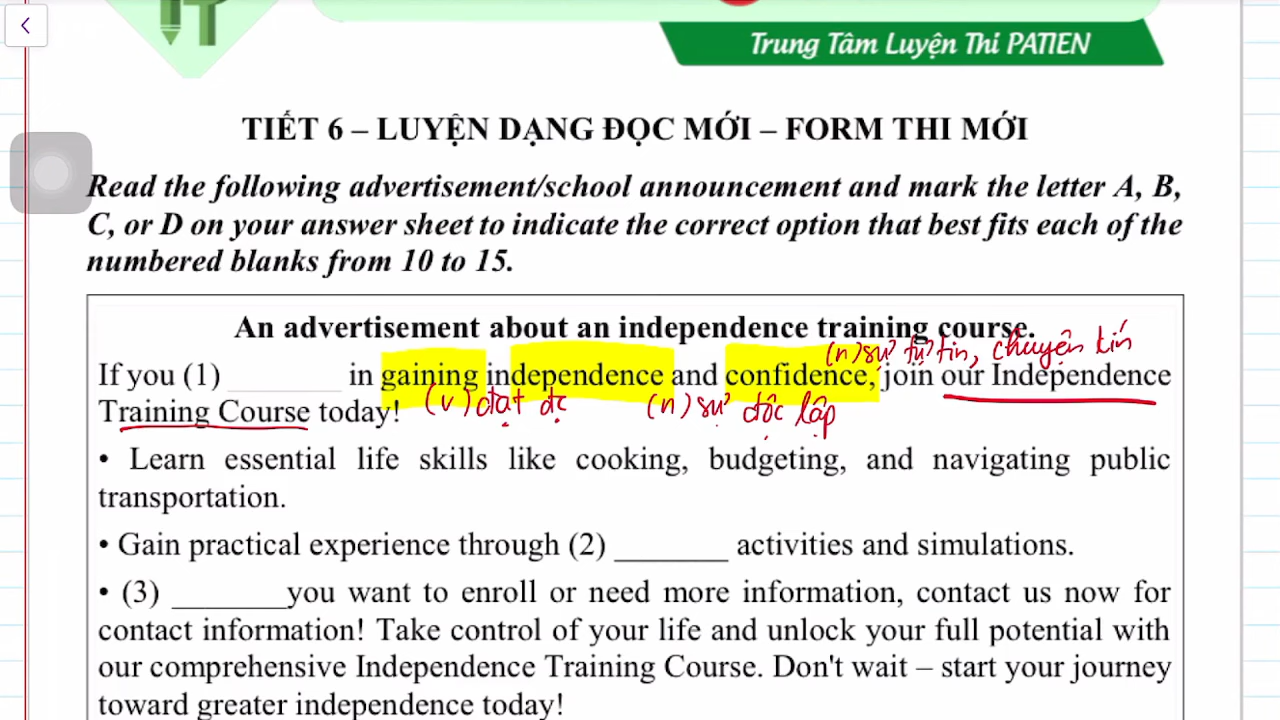 Trung Tâm Luyện Thi PATIEN
TIẾT 6 – LUYỆN DẠNG ĐỌC MỚI – FORM THI MỚI
Read the following advertisement/school announcement and mark the letter A, B,
C, or D on your answer sheet to indicate the correct option that best fits each of the
numbered blanks from 10 to 15.
An advertisement about an independence training course.
(n) sự tự tin, chuyện kín
If you (1) ________ in gaining independence and confidence, join our Independence
(v) đạt đc (n) sự độc lập
Training Course today!
• Learn essential life skills like cooking, budgeting, and navigating public
transportation.
• Gain practical experience through (2) ________ activities and simulations.
• (3) ________you want to enroll or need more information, contact us now for
contact information! Take control of your life and unlock your full potential with
our comprehensive Independence Training Course. Don't wait – start your journey
toward greater independence today!